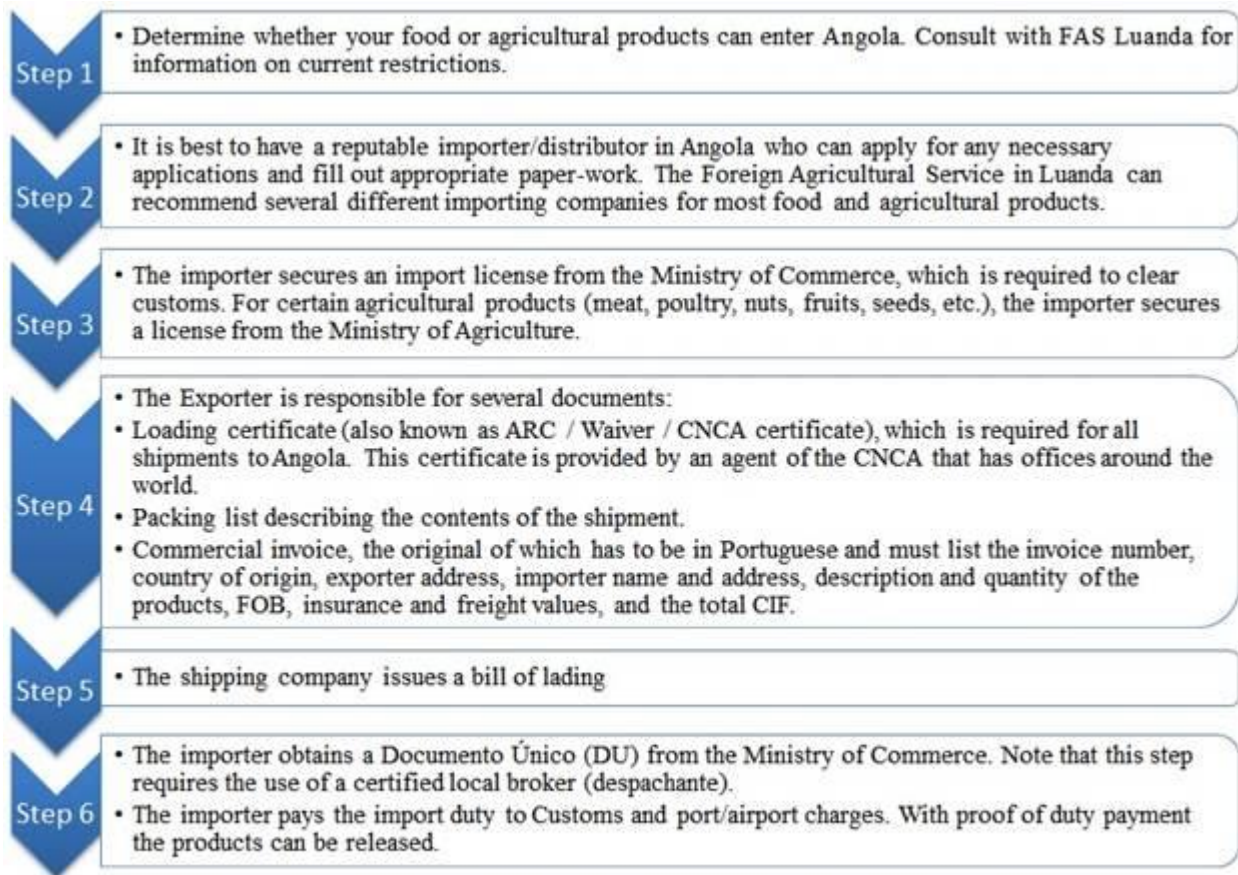 Step 1
• Determine whether your food or agricultural products can enter Angola. Consult with FAS Luanda for
information on current restrictions.
Step 2
• It is best to have a reputable importer/distributor in Angola who can apply for any necessary
applications and fill out appropriate paper-work. The Foreign Agricultural Service in Luanda can
recommend several different importing companies for most food and agricultural products.
Step 3
• The importer secures an import license from the Ministry of Commerce, which is required to clear
customs. For certain agricultural products (meat, poultry, nuts, fruits, seeds, etc.), the importer secures
a license from the Ministry of Agriculture.
Step 4
• The Exporter is responsible for several documents:
• Loading certificate (also known as ARC / Waiver / CNCA certificate), which is required for all
shipments to Angola. This certificate is provided by an agent of the CNCA that has offices around the
world.
• Packing list describing the contents of the shipment.
• Commercial invoice, the original of which has to be in Portuguese and must list the invoice number,
country of origin, exporter address, importer name and address, description and quantity of the
products, FOB, insurance and freight values, and the total CIF.
Step 5
• The shipping company issues a bill of lading
Step 6
• The importer obtains a Documento Único (DU) from the Ministry of Commerce. Note that this step
requires the use of a certified local broker (despachante).
• The importer pays the import duty to Customs and port/airport charges. With proof of duty payment
the products can be released.